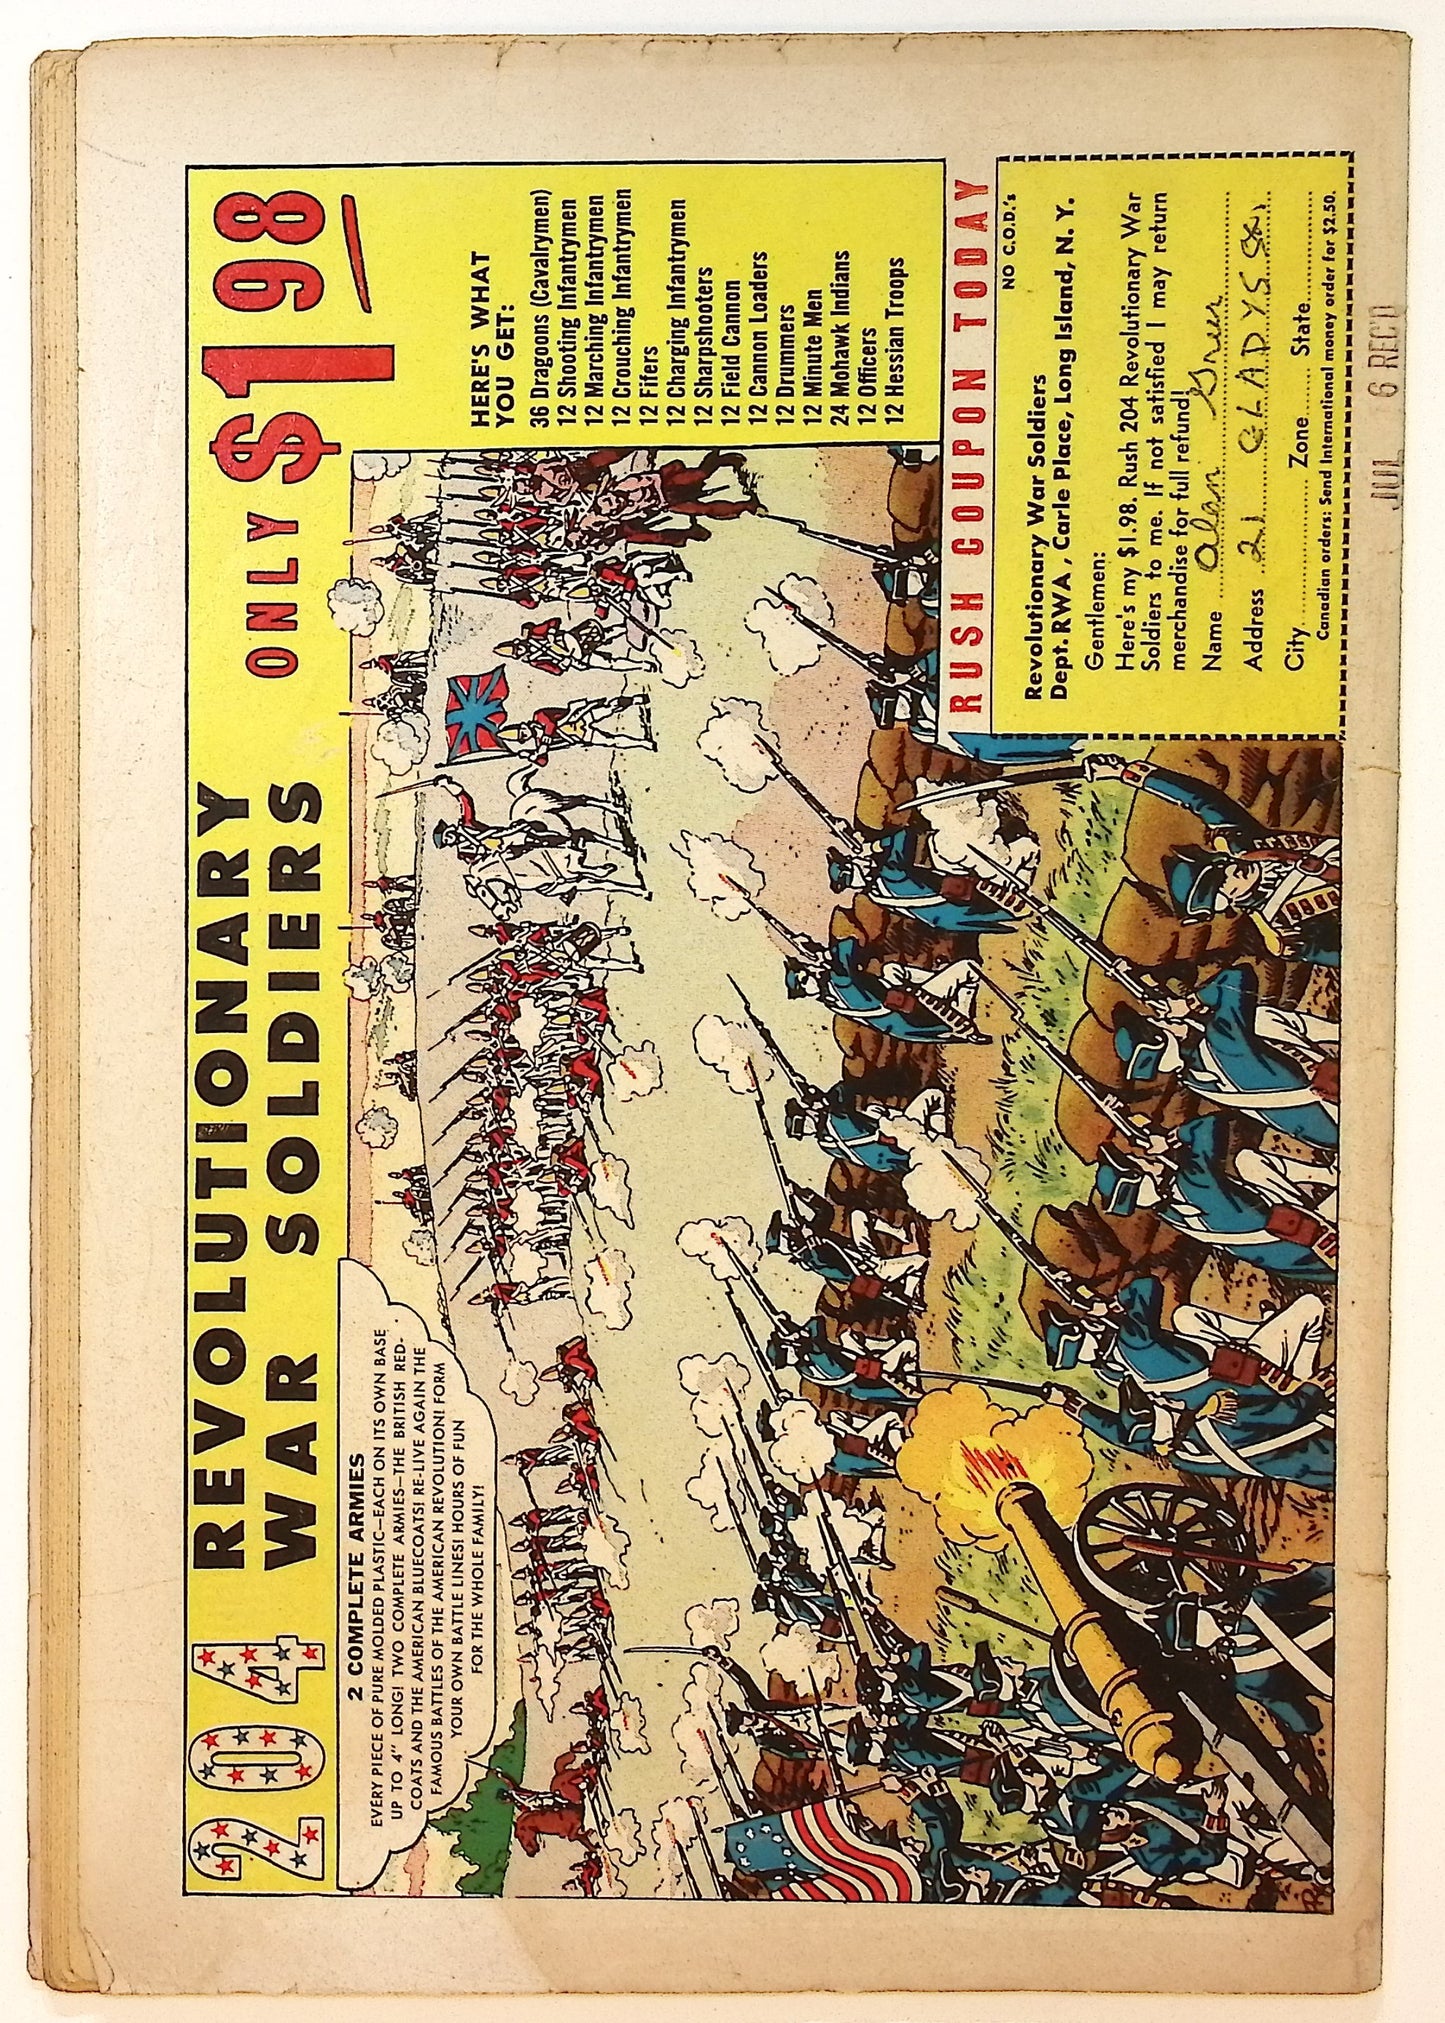 204 REVOLUTIONARY
WAR SOLDIERS
ONLY $1.98
2 COMPLETE ARMIES
EVERY PIECE OF PURE MOLDED PLASTIC—EACH ON ITS OWN BASE
UP TO 4" LONG! TWO COMPLETE ARMIES—THE BRITISH RED-
COATS AND THE AMERICAN BLUECOATS! RE-LIVE AGAIN THE
FAMOUS BATTLES OF THE AMERICAN REVOLUTION! FORM
YOUR OWN BATTLE LINES! HOURS OF FUN
FOR THE WHOLE FAMILY!
HERE'S WHAT
YOU GET:
36 Dragoons (Cavalrymen)
12 Shooting Infantrymen
12 Marching Infantrymen
12 Crouching Infantrymen
12 Fifers
12 Charging Infantrymen
12 Sharpshooters
12 Field Cannon
12 Cannon Loaders
12 Drummers
12 Minute Men
24 Mohawk Indians
12 Officers
12 Hessian Troops
RUSH COUPON TODAY
NO C.O.D.'s
Revolutionary War Soldiers
Dept. RWA, Carle Place, Long Island, N. Y.
Gentlemen:
Here's my $1.98. Rush 204 Revolutionary War
Soldiers to me. If not satisfied I may return
merchandise for full refund!
Name Alan Green
Address 21 GLADYS St.
City Zone State
Canadian orders: Send International money order for $2.50.
JUL 6 REC'D